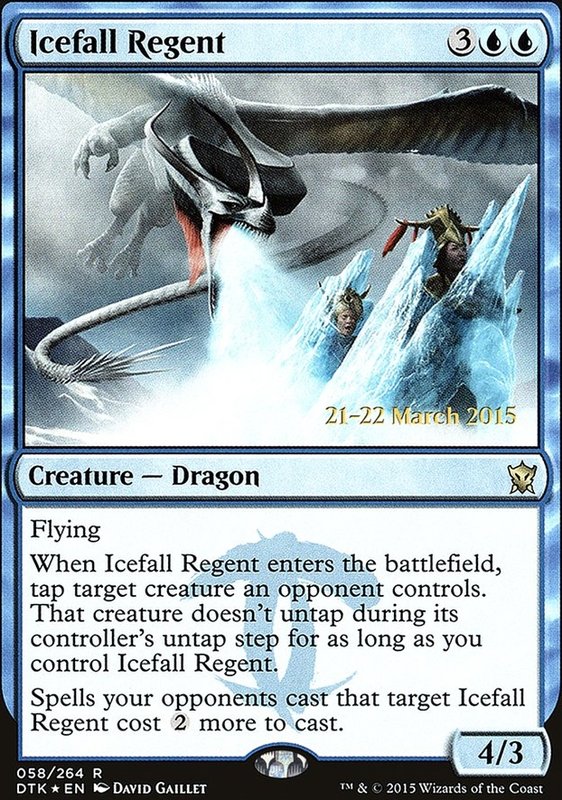 Icefall Regent 3
21-22 March 2015
Creature — Dragon
Flying
When Icefall Regent enters the battlefield,
tap target creature an opponent controls.
That creature doesn't untap during its
controller's untap step for as long as you
control Icefall Regent.
Spells your opponents cast that target Icefall
Regent cost 2 more to cast.
4/3
058/264 R
DTK ★ EN David Gaillet ™ & © 2015 Wizards of the Coast